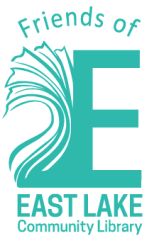 Friends of
E
EAST LAKE
Community Library